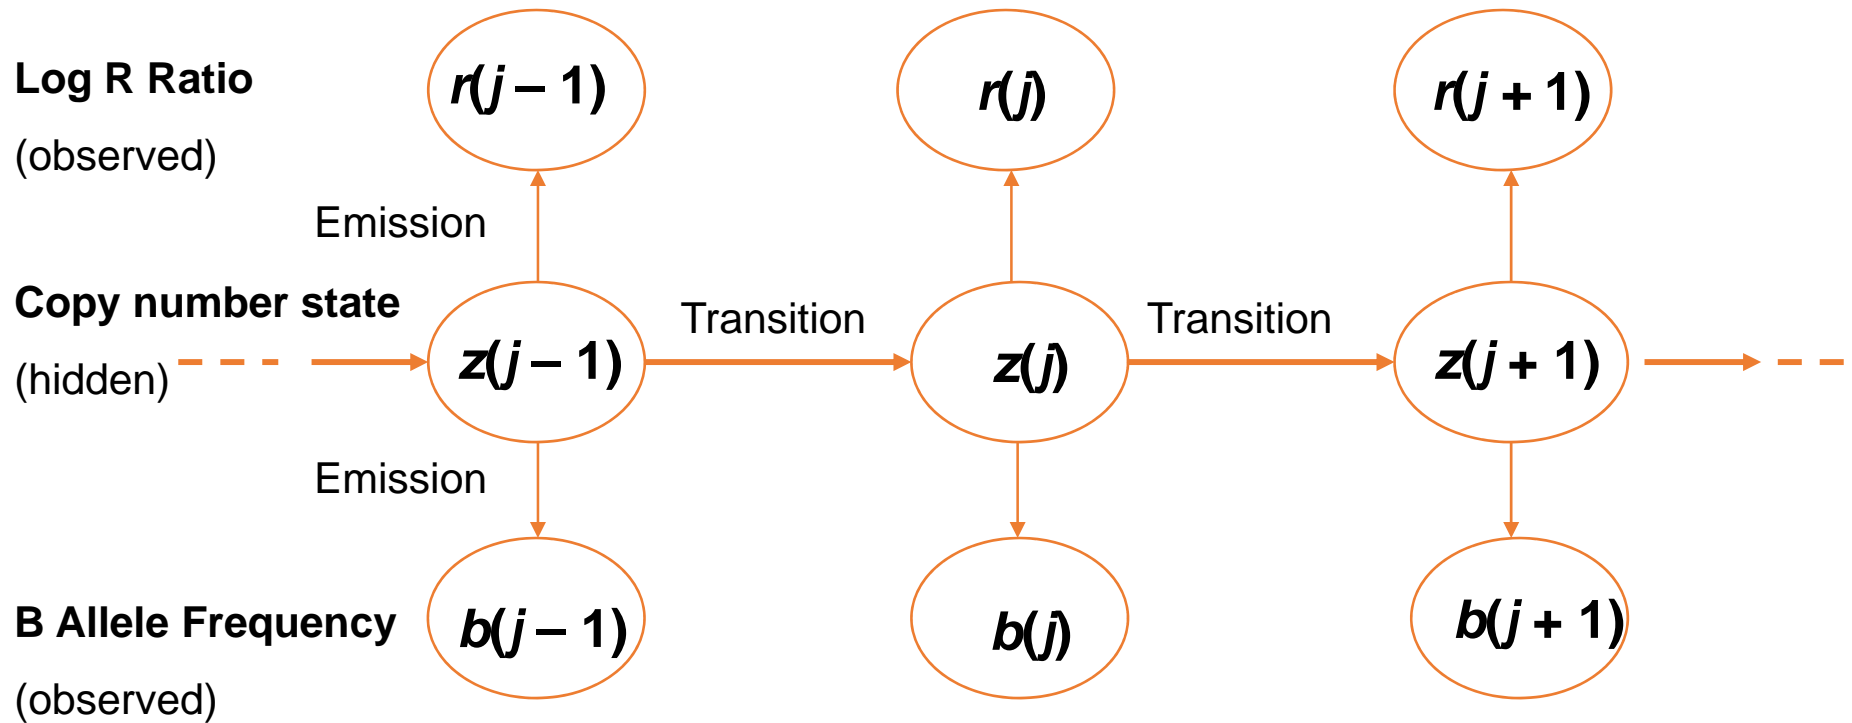 Log R Ratio
(observed)
r(j – 1)
r(j)
r(j + 1)
Emission
Copy number state
(hidden)
z(j – 1)
Transition
z(j)
Transition
z(j + 1)
Emission
B Allele Frequency
(observed)
b(j – 1)
b(j)
b(j + 1)